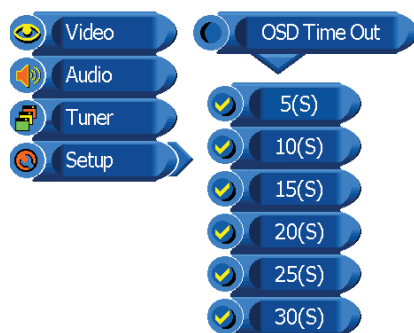 Video
Audio
Tuner
Setup
OSD Time Out
5(S)
10(S)
15(S)
20(S)
25(S)
30(S)